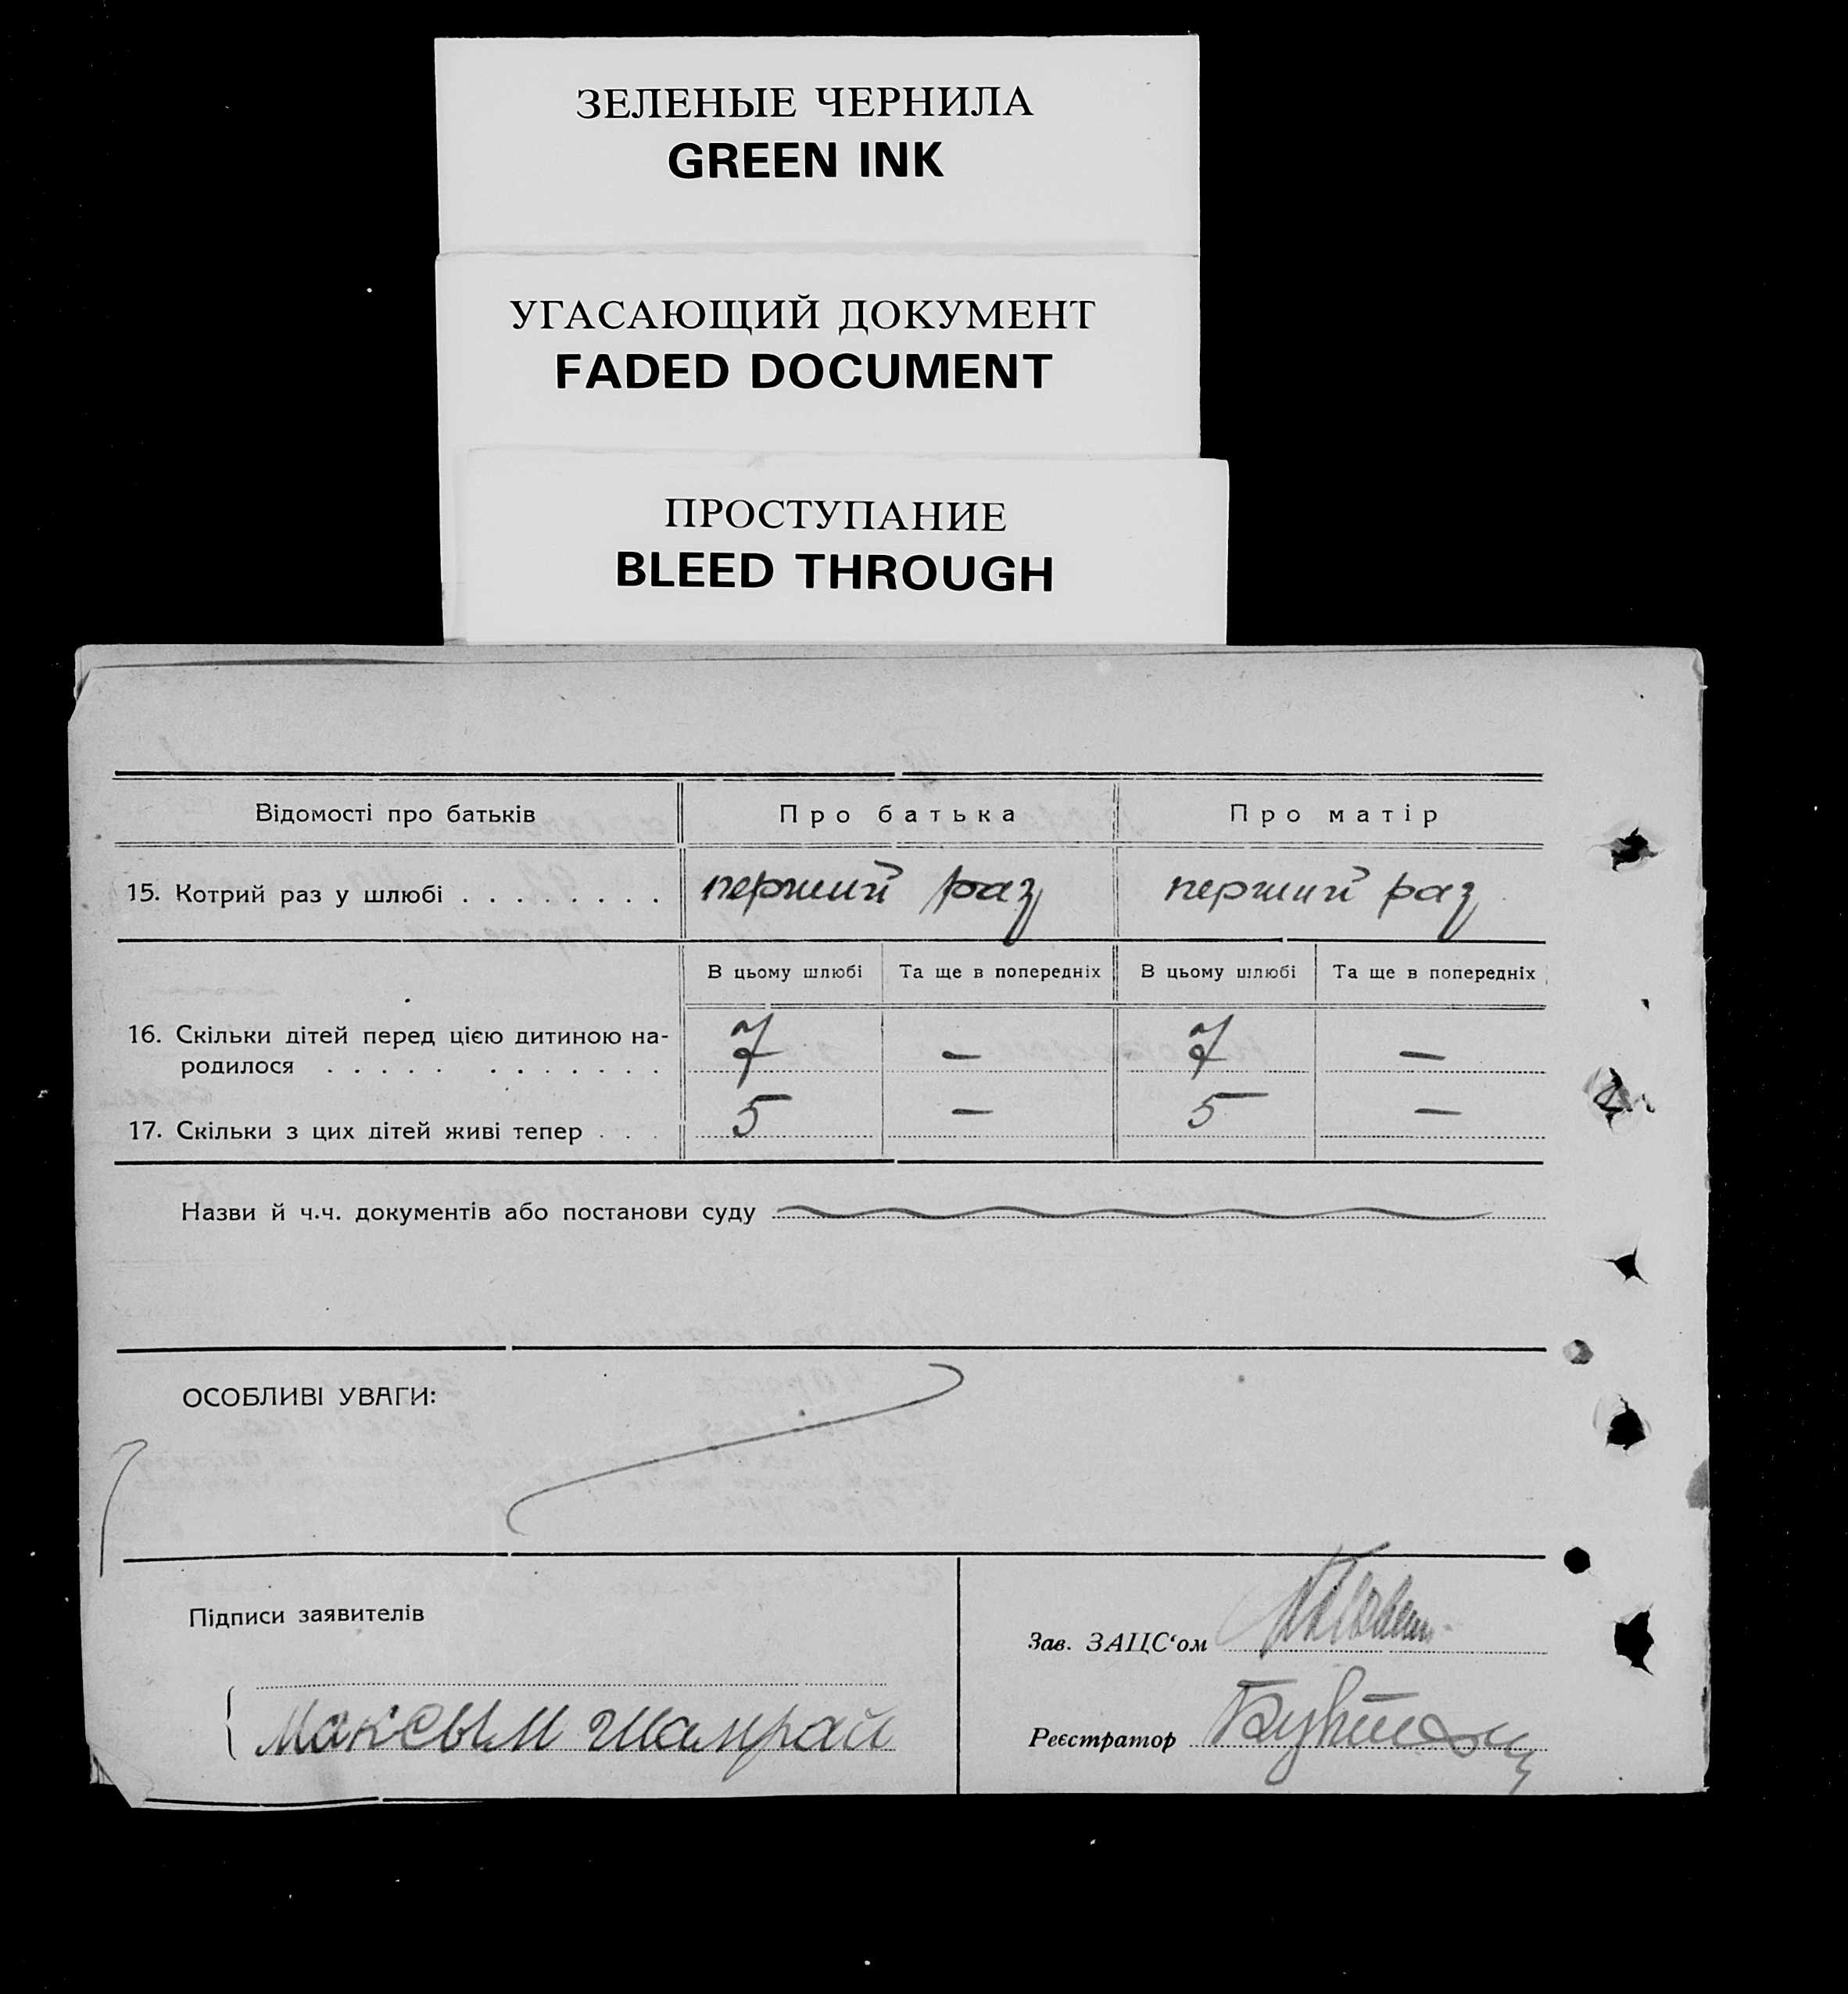 ЗЕЛЕНЫЕ ЧЕРНИЛА
GREEN INK
УГАСАЮЩИЙ ДОКУМЕНТ
FADED DOCUMENT
ПРОСТУПАНИЕ
BLEED THROUGH
Відомості про батьків Про батька Про матір
15. Котрий раз у шлюбі . . . . . . . . перший раз перший раз
В цьому шлюбі Та ще в попередніх В цьому шлюбі Та ще в попередніх
16. Скільки дітей перед цією дитиною на-
родилося . . . . . . . . . . . . 7 — 7 —
17. Скільки з цих дітей живі тепер . . . 5 — 5 —
Назви й ч.ч. документів або постанови суду
ОСОБЛИВІ УВАГИ:
Підписи заявителів
Зав. ЗАЦС‘ом
Максым шамрай
Реєстратор